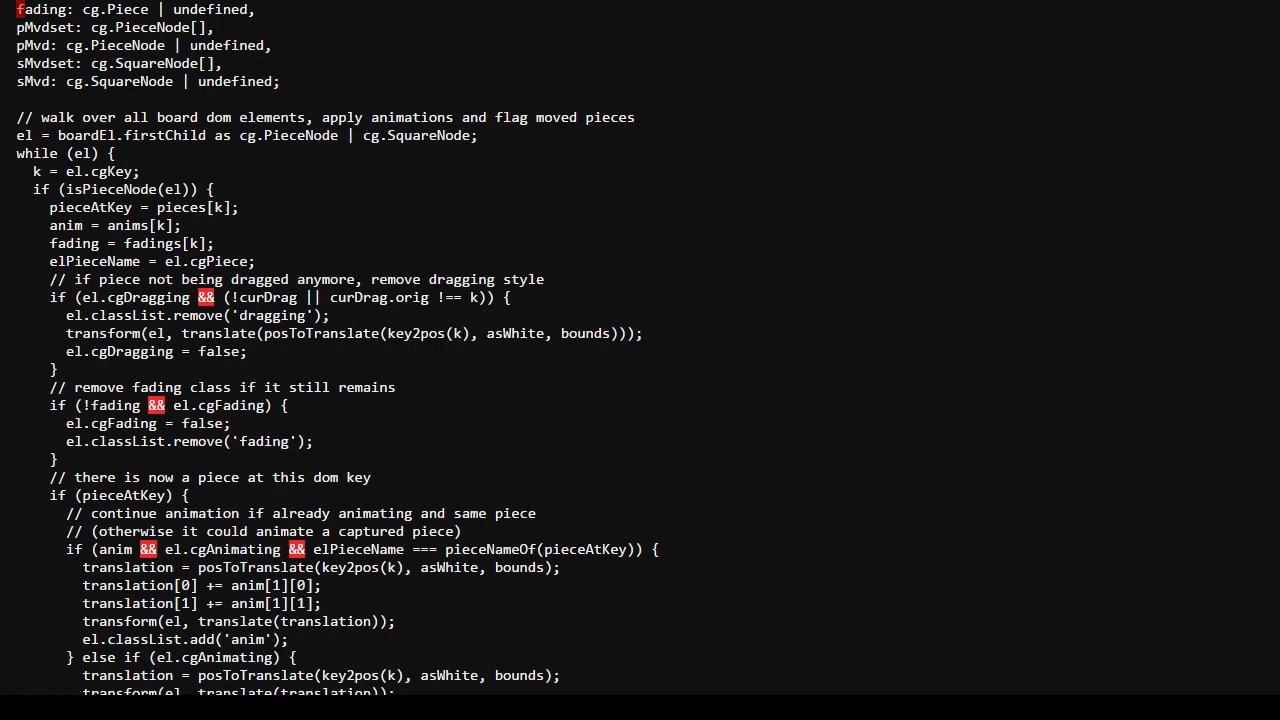 fading: cg.Piece | undefined,
pMvdset: cg.PieceNode[],
pMvd: cg.PieceNode | undefined,
sMvdset: cg.SquareNode[],
sMvd: cg.SquareNode | undefined;
// walk over all board dom elements, apply animations and flag moved pieces
el = boardEl.firstChild as cg.PieceNode | cg.SquareNode;
while (el) {
k = el.cgKey;
if (isPieceNode(el)) {
pieceAtKey = pieces[k];
anim = anims[k];
fading = fadings[k];
elPieceName = el.cgPiece;
// if piece not being dragged anymore, remove dragging style
if (el.cgDragging && (!curDrag || curDrag.orig !== k)) {
el.classList.remove('dragging');
transform(el, translate(posToTranslate(key2pos(k), asWhite, bounds)));
el.cgDragging = false;
}
// remove fading class if it still remains
if (!fading && el.cgFading) {
el.cgFading = false;
el.classList.remove('fading');
}
// there is now a piece at this dom key
if (pieceAtKey) {
// continue animation if already animating and same piece
// (otherwise it could animate a captured piece)
if (anim && el.cgAnimating && elPieceName === pieceNameOf(pieceAtKey)) {
translation = posToTranslate(key2pos(k), asWhite, bounds);
translation[0] += anim[1][0];
translation[1] += anim[1][1];
transform(el, translate(translation));
el.classList.add('anim');
} else if (el.cgAnimating) {
translation = posToTranslate(key2pos(k), asWhite, bounds);
transform(el, translate(translation));